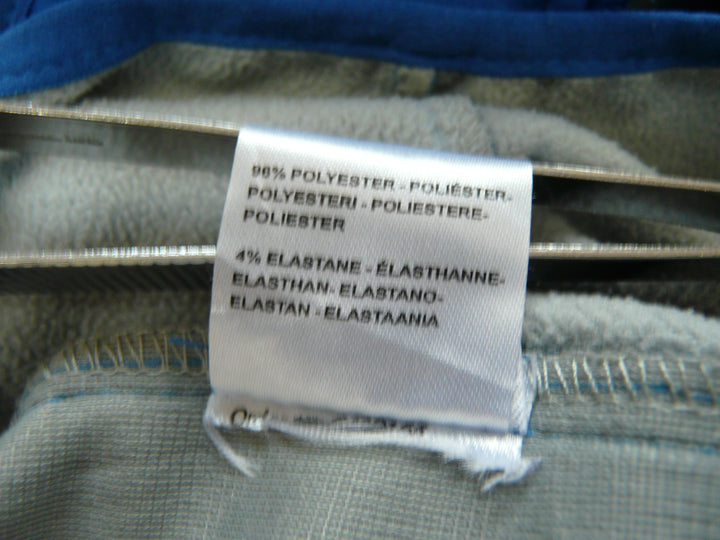 96% POLYESTER - POLIÉSTER-
POLYESTERI - POLIESTERE-
POLIESTER
4% ELASTANE - ÉLASTHANNE-
ELASTHAN- ELASTANO-
ELASTAN - ELASTAANIA